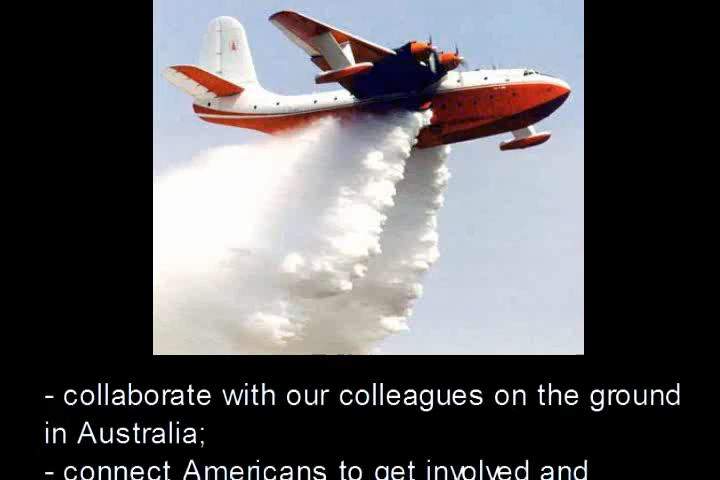 - collaborate with our colleagues on the ground
in Australia;
- connect Americans to get involved and